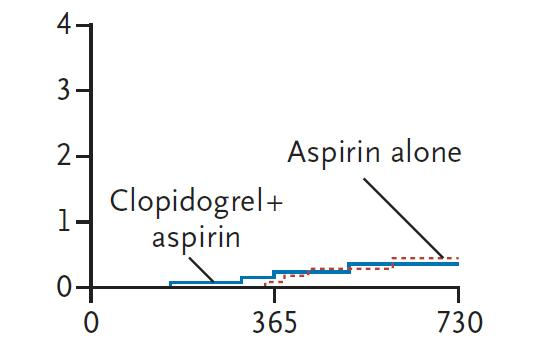 4
3
2
Aspirin alone
Clopidogrel+
aspirin
1
0
0 365 730